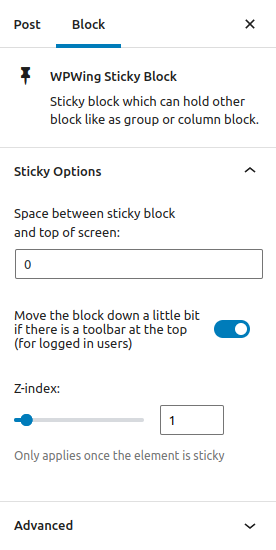 Post Block
WPWing Sticky Block
Sticky block which can hold other
block like as group or column block.
Sticky Options
Space between sticky block
and top of screen:
0
Move the block down a little bit
if there is a toolbar at the top
(for logged in users)
Z-index:
1
Only applies once the element is sticky
Advanced